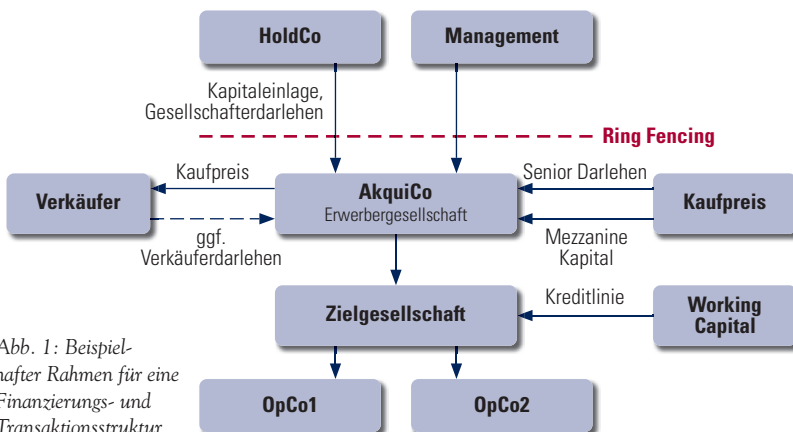 HoldCo
Management
Kapitaleinlage,
Gesellschafterdarlehen
Ring Fencing
Kaufpreis
Senior Darlehen
Verkäufer
AkquiCo
Erwerbergesellschaft
Kaufpreis
ggf.
Verkäuferdarlehen
Mezzanine
Kapital
Zielgesellschaft
Kreditlinie
Working
Capital
Abb. 1: Beispiel-
hafter Rahmen für eine
Finanzierungs- und
Transaktionsstruktur
OpCo1
OpCo2